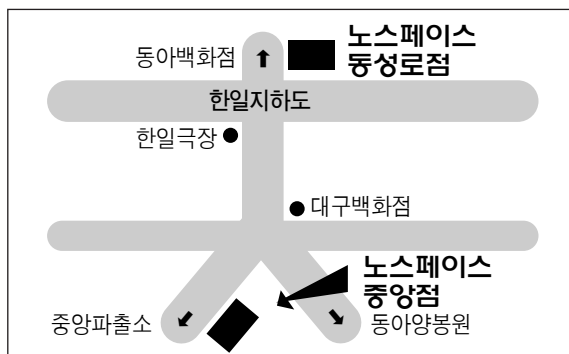 노스페이스
동성로점
동아백화점
한일지하도
한일극장
대구백화점
노스페이스
중앙점
중앙파출소
동아양봉원